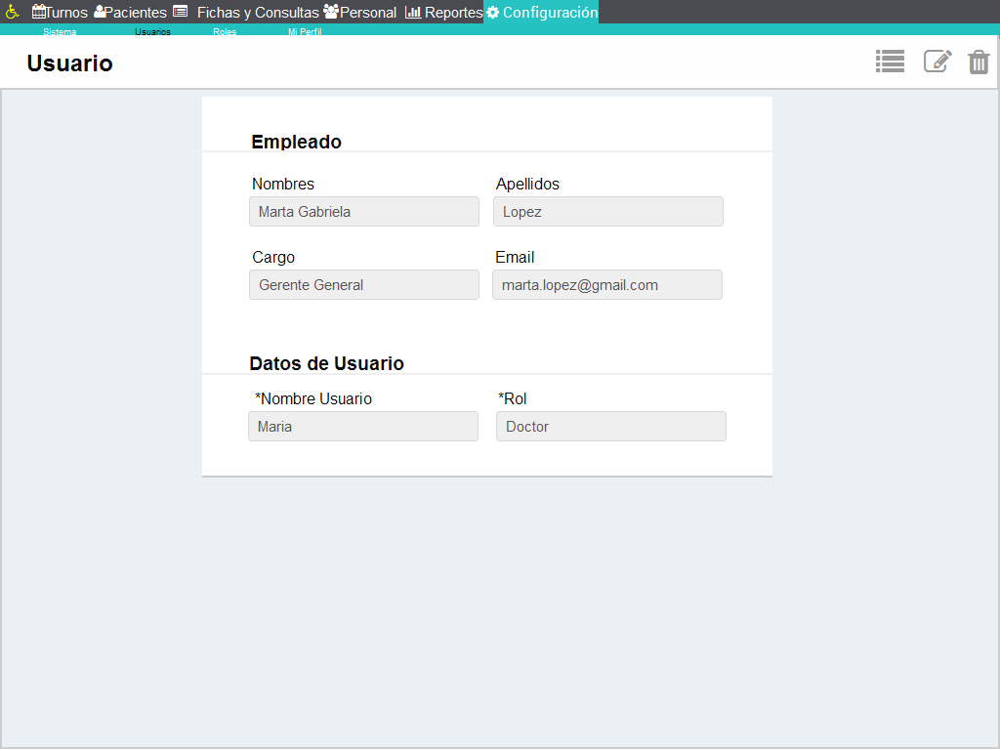 Turnos Pacientes Fichas y Consultas Personal Reportes Configuración
Sistema Usuarios Roles Mi Perfil
Usuario
Empleado
Nombres Apellidos
Marta Gabriela Lopez
Cargo Email
Gerente General marta.lopez@gmail.com
Datos de Usuario
*Nombre Usuario *Rol
Maria Doctor